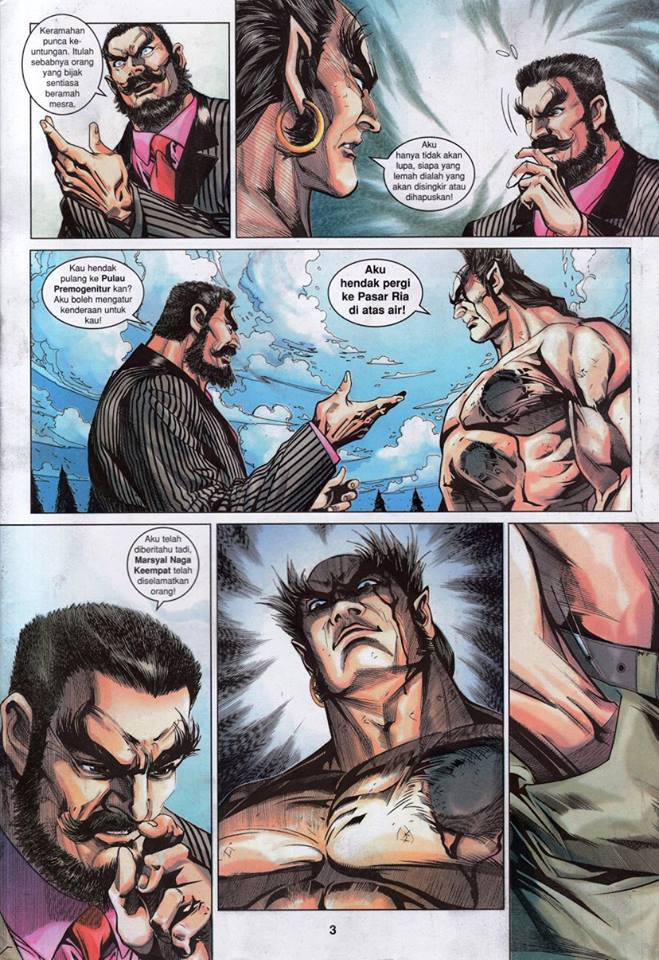 Keramahan
punca ke-
untungan. Itulah
sebabnya orang
yang bijak
sentiasa
beramah
mesra.
Aku
hanya tidak akan
lupa, siapa yang
lemah dialah yang
akan disingkir atau
dihapuskan!
Kau hendak
pulang ke Pulau
Premogenitur kan?
Aku boleh mengatur
kenderaan untuk
kau!
Aku
hendak pergi
ke Pasar Ria
di atas air!
Aku telah
diberitahu tadi,
Marsyal Naga
Keempat telah
diselamatkan
orang!
3